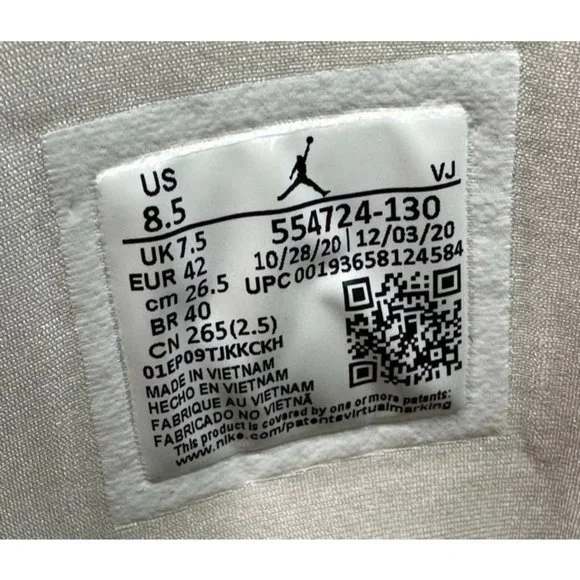 US
8.5
VJ
554724-130
10/28/20 | 12/03/20
UPC 00193658124584
UK 7.5
EUR 42
cm 26.5
BR 40
CN 265(2.5)
01EP09TJKKCKH
MADE IN VIETNAM
HECHO EN VIETNAM
FABRIQUE AU VIETNAM
FABRICADO NO VIETNÃ
This product is covered by one or more patents
www.nike.com/patentsvirtualmarking